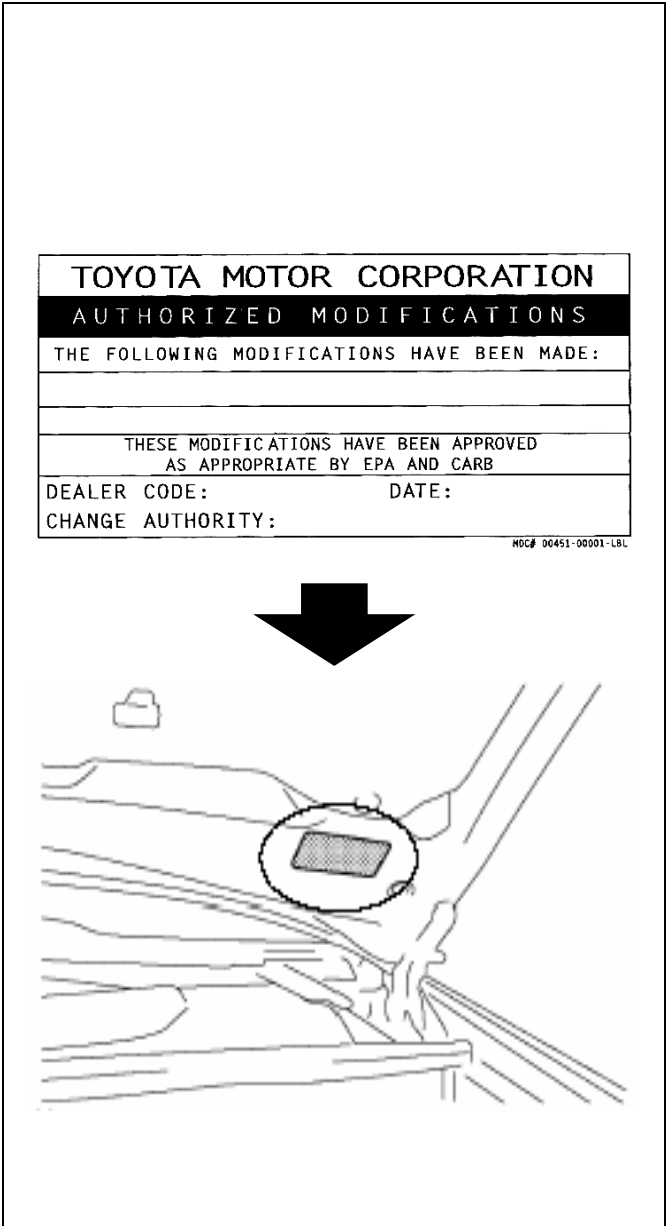 TOYOTA MOTOR CORPORATION
AUTHORIZED MODIFICATIONS
THE FOLLOWING MODIFICATIONS HAVE BEEN MADE:
THESE MODIFICATIONS HAVE BEEN APPROVED
AS APPROPRIATE BY EPA AND CARB
DEALER CODE: DATE:
CHANGE AUTHORITY:
MDC# 00451-00001-LBL